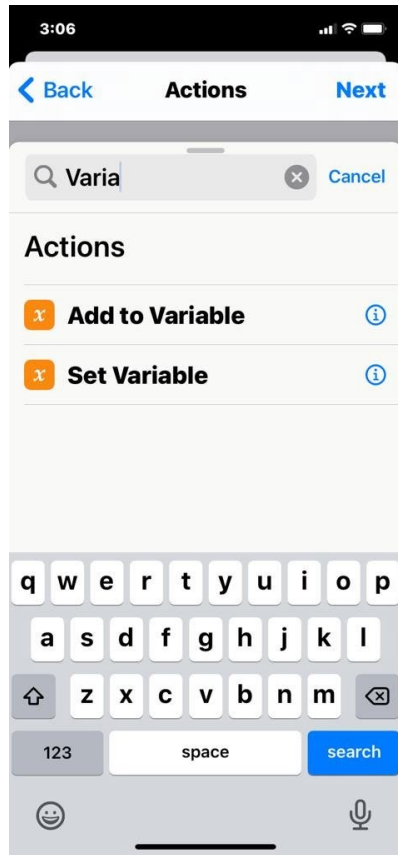 3:06
Back Actions Next
Varia Cancel
Actions
x Add to Variable i
x Set Variable i
q w e r t y u i o p
a s d f g h j k l
z x c v b n m
123 space search